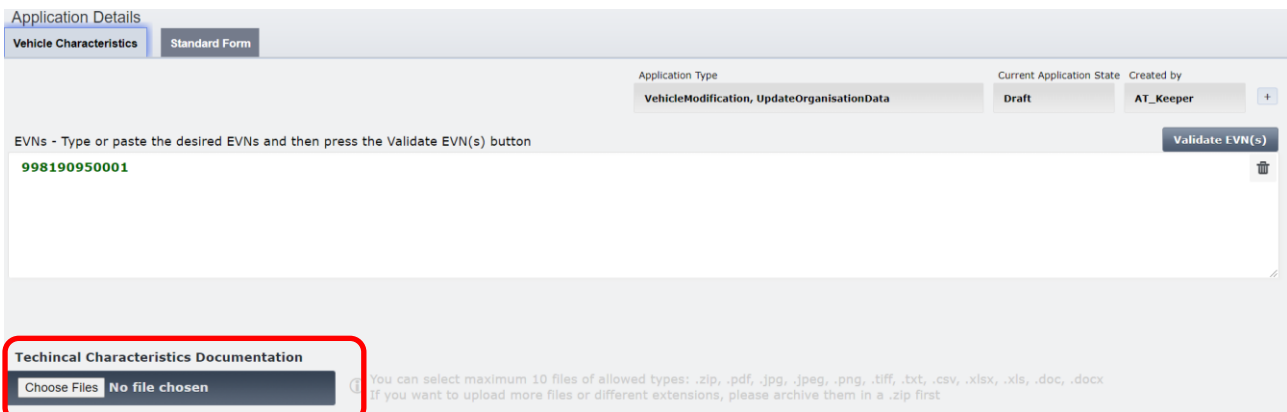 Application Details
Vehicle Characteristics Standard Form
Application Type Current Application State Created by
VehicleModification, UpdateOrganisationData Draft AT_Keeper +
EVNs - Type or paste the desired EVNs and then press the Validate EVN(s) button Validate EVN(s)
998190950001
Techincal Characteristics Documentation
Choose Files No file chosen
You can select maximum 10 files of allowed types: .zip, .pdf, .jpg, .jpeg, .png, .tiff, .txt, .csv, .xlsx, .xls, .doc, .docx
If you want to upload more files or different extensions, please archive them in a .zip first